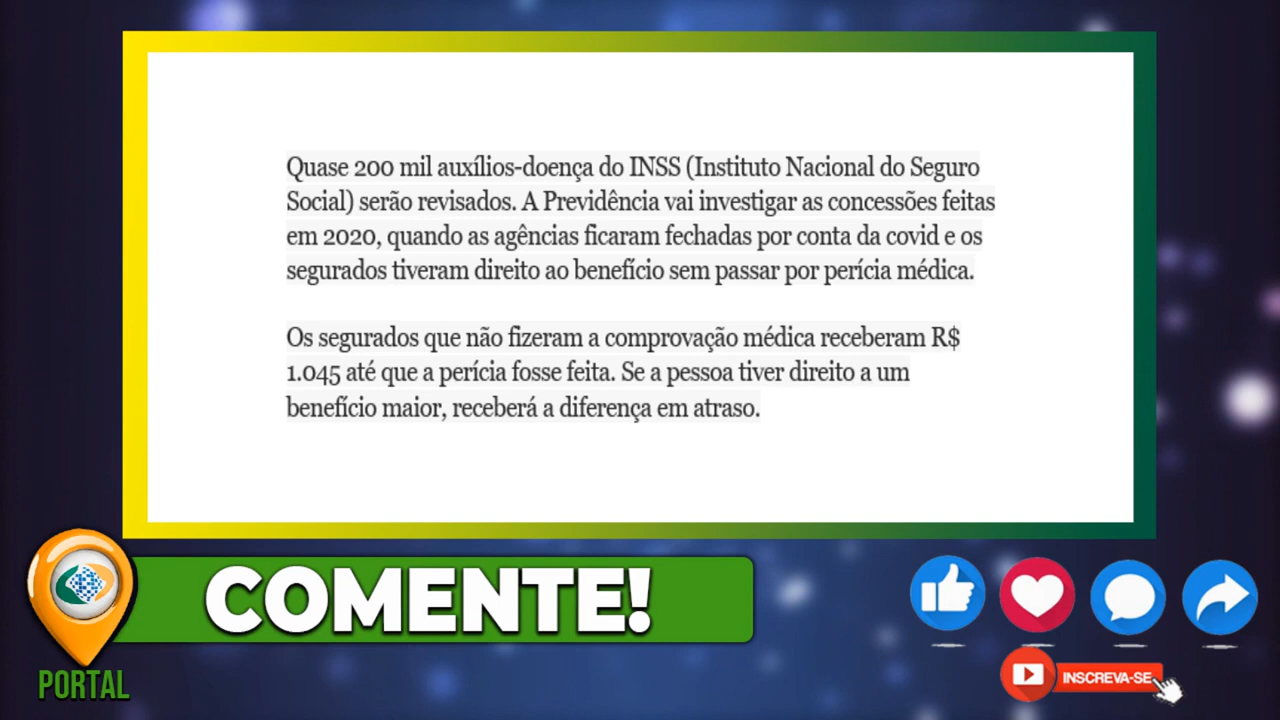 Quase 200 mil auxílios-doença do INSS (Instituto Nacional do Seguro
Social) serão revisados. A Previdência vai investigar as concessões feitas
em 2020, quando as agências ficaram fechadas por conta da covid e os
segurados tiveram direito ao benefício sem passar por perícia médica.
Os segurados que não fizeram a comprovação médica receberam R$
1.045 até que a perícia fosse feita. Se a pessoa tiver direito a um
benefício maior, receberá a diferença em atraso.
COMENTE!
PORTAL
INSCREVA-SE